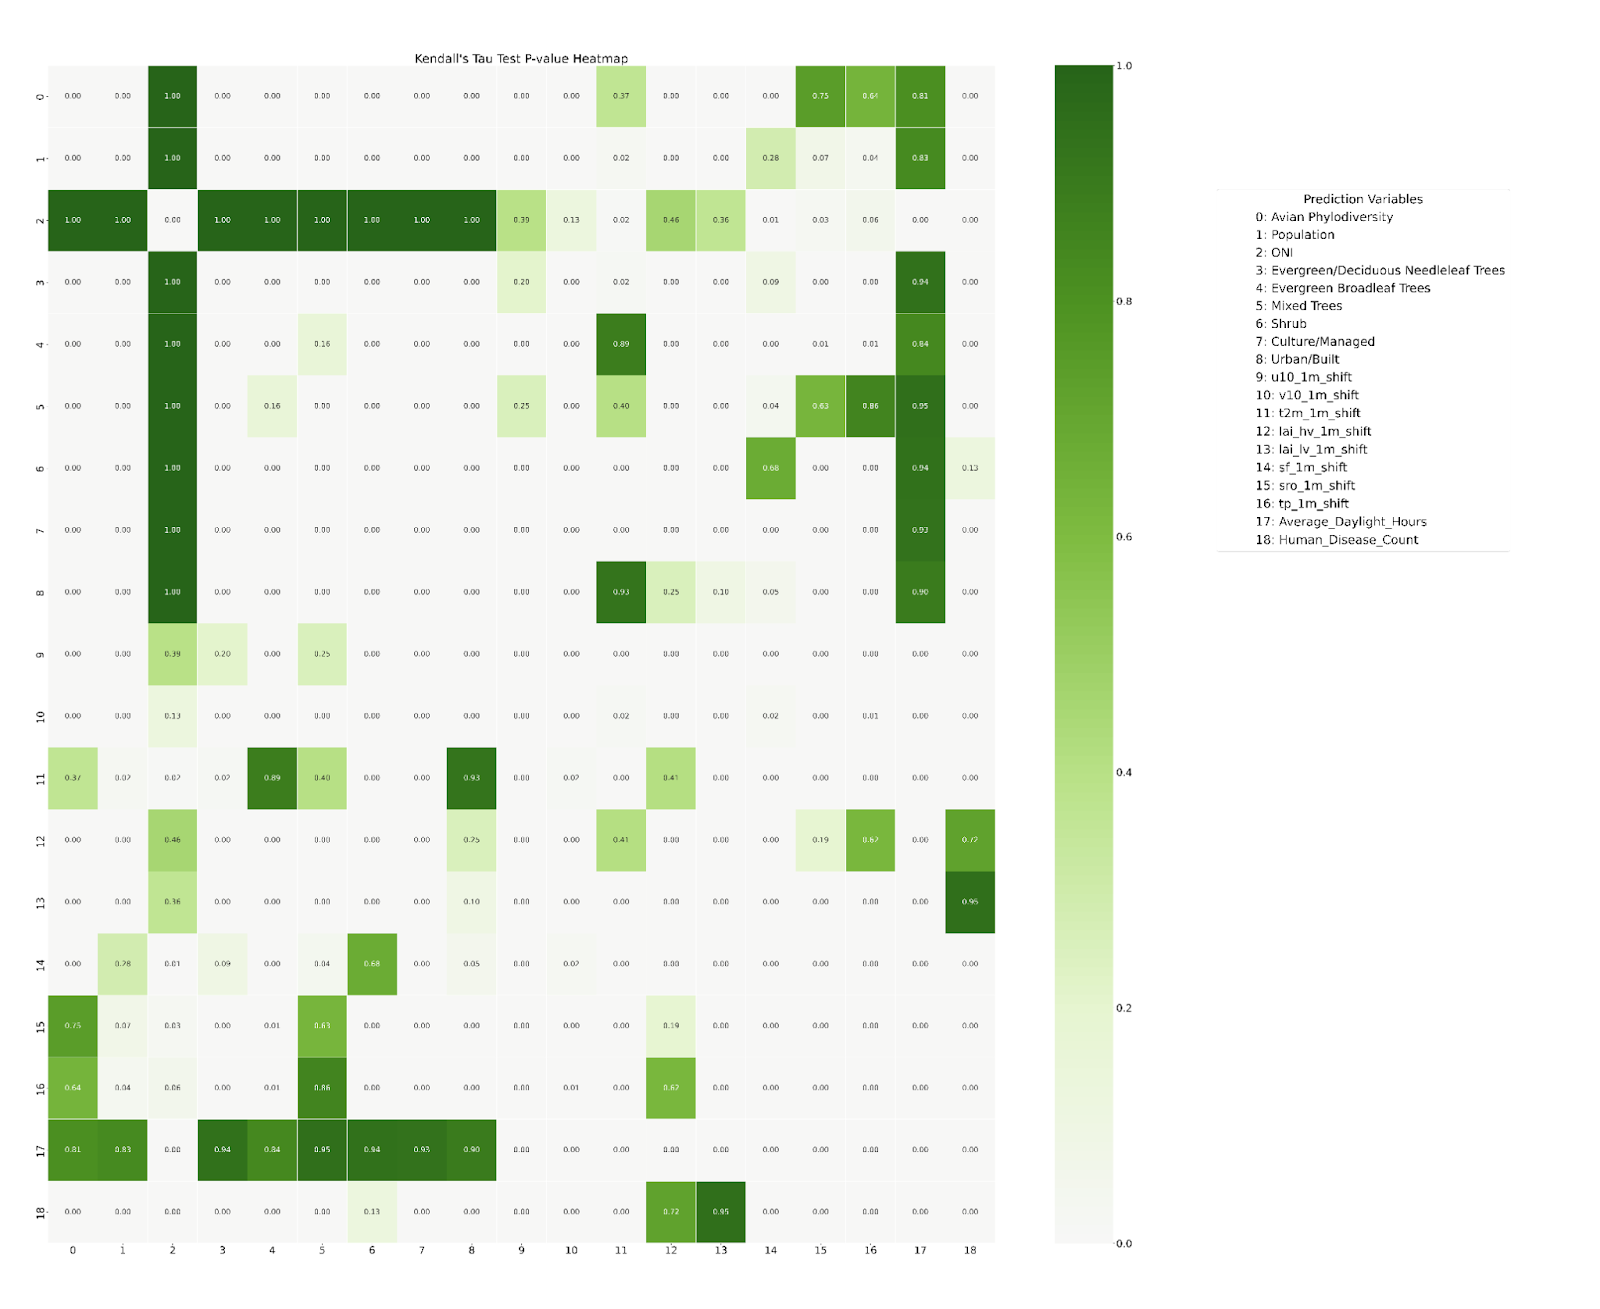 Kendall's Tau Test P-value Heatmap
0 0.00 0.00 1.00 0.00 0.00 0.00 0.00 0.00 0.00 0.00 0.00 0.37 0.00 0.00 0.00 0.75 0.64 0.81 0.00
1 0.00 0.00 1.00 0.00 0.00 0.00 0.00 0.00 0.00 0.00 0.00 0.02 0.00 0.00 0.28 0.07 0.04 0.83 0.00
2 1.00 1.00 0.00 1.00 1.00 1.00 1.00 1.00 1.00 0.39 0.13 0.02 0.46 0.36 0.01 0.03 0.06 0.00 0.00
3 0.00 0.00 1.00 0.00 0.00 0.00 0.00 0.00 0.00 0.20 0.00 0.02 0.00 0.00 0.09 0.00 0.00 0.94 0.00
4 0.00 0.00 1.00 0.00 0.00 0.16 0.00 0.00 0.00 0.00 0.00 0.89 0.00 0.00 0.00 0.01 0.01 0.84 0.00
5 0.00 0.00 1.00 0.00 0.16 0.00 0.00 0.00 0.00 0.25 0.00 0.40 0.00 0.00 0.04 0.63 0.86 0.95 0.00
6 0.00 0.00 1.00 0.00 0.00 0.00 0.00 0.00 0.00 0.00 0.00 0.00 0.00 0.00 0.68 0.00 0.00 0.94 0.13
7 0.00 0.00 1.00 0.00 0.00 0.00 0.00 0.00 0.00 0.00 0.00 0.00 0.00 0.00 0.00 0.00 0.00 0.93 0.00
8 0.00 0.00 1.00 0.00 0.00 0.00 0.00 0.00 0.00 0.00 0.00 0.93 0.25 0.10 0.05 0.00 0.00 0.90 0.00
9 0.00 0.00 0.39 0.20 0.00 0.25 0.00 0.00 0.00 0.00 0.00 0.00 0.00 0.00 0.00 0.00 0.00 0.00 0.00
10 0.00 0.00 0.13 0.00 0.00 0.00 0.00 0.00 0.00 0.00 0.00 0.02 0.00 0.00 0.02 0.00 0.01 0.00 0.00
11 0.37 0.02 0.02 0.02 0.89 0.40 0.00 0.00 0.93 0.00 0.02 0.00 0.41 0.00 0.00 0.00 0.00 0.00 0.00
12 0.00 0.00 0.46 0.00 0.00 0.00 0.00 0.00 0.25 0.00 0.00 0.41 0.00 0.00 0.00 0.19 0.62 0.00 0.72
13 0.00 0.00 0.36 0.00 0.00 0.00 0.00 0.00 0.10 0.00 0.00 0.00 0.00 0.00 0.00 0.00 0.00 0.00 0.95
14 0.00 0.28 0.01 0.09 0.00 0.04 0.68 0.00 0.05 0.00 0.02 0.00 0.00 0.00 0.00 0.00 0.00 0.00 0.00
15 0.75 0.07 0.03 0.00 0.01 0.63 0.00 0.00 0.00 0.00 0.00 0.00 0.19 0.00 0.00 0.00 0.00 0.00 0.00
16 0.64 0.04 0.06 0.00 0.01 0.86 0.00 0.00 0.00 0.00 0.01 0.00 0.62 0.00 0.00 0.00 0.00 0.00 0.00
17 0.81 0.83 0.00 0.94 0.84 0.95 0.94 0.93 0.90 0.00 0.00 0.00 0.00 0.00 0.00 0.00 0.00 0.00 0.00
18 0.00 0.00 0.00 0.00 0.00 0.00 0.13 0.00 0.00 0.00 0.00 0.00 0.72 0.95 0.00 0.00 0.00 0.00 0.00
0 1 2 3 4 5 6 7 8 9 10 11 12 13 14 15 16 17 18
1.0
0.8
0.6
0.4
0.2
0.0
Prediction Variables
0: Avian Phylodiversity
1: Population
2: ONI
3: Evergreen/Deciduous Needleleaf Trees
4: Evergreen Broadleaf Trees
5: Mixed Trees
6: Shrub
7: Culture/Managed
8: Urban/Built
9: u10_1m_shift
10: v10_1m_shift
11: t2m_1m_shift
12: lai_hv_1m_shift
13: lai_lv_1m_shift
14: sf_1m_shift
15: sro_1m_shift
16: tp_1m_shift
17: Average_Daylight_Hours
18: Human_Disease_Count